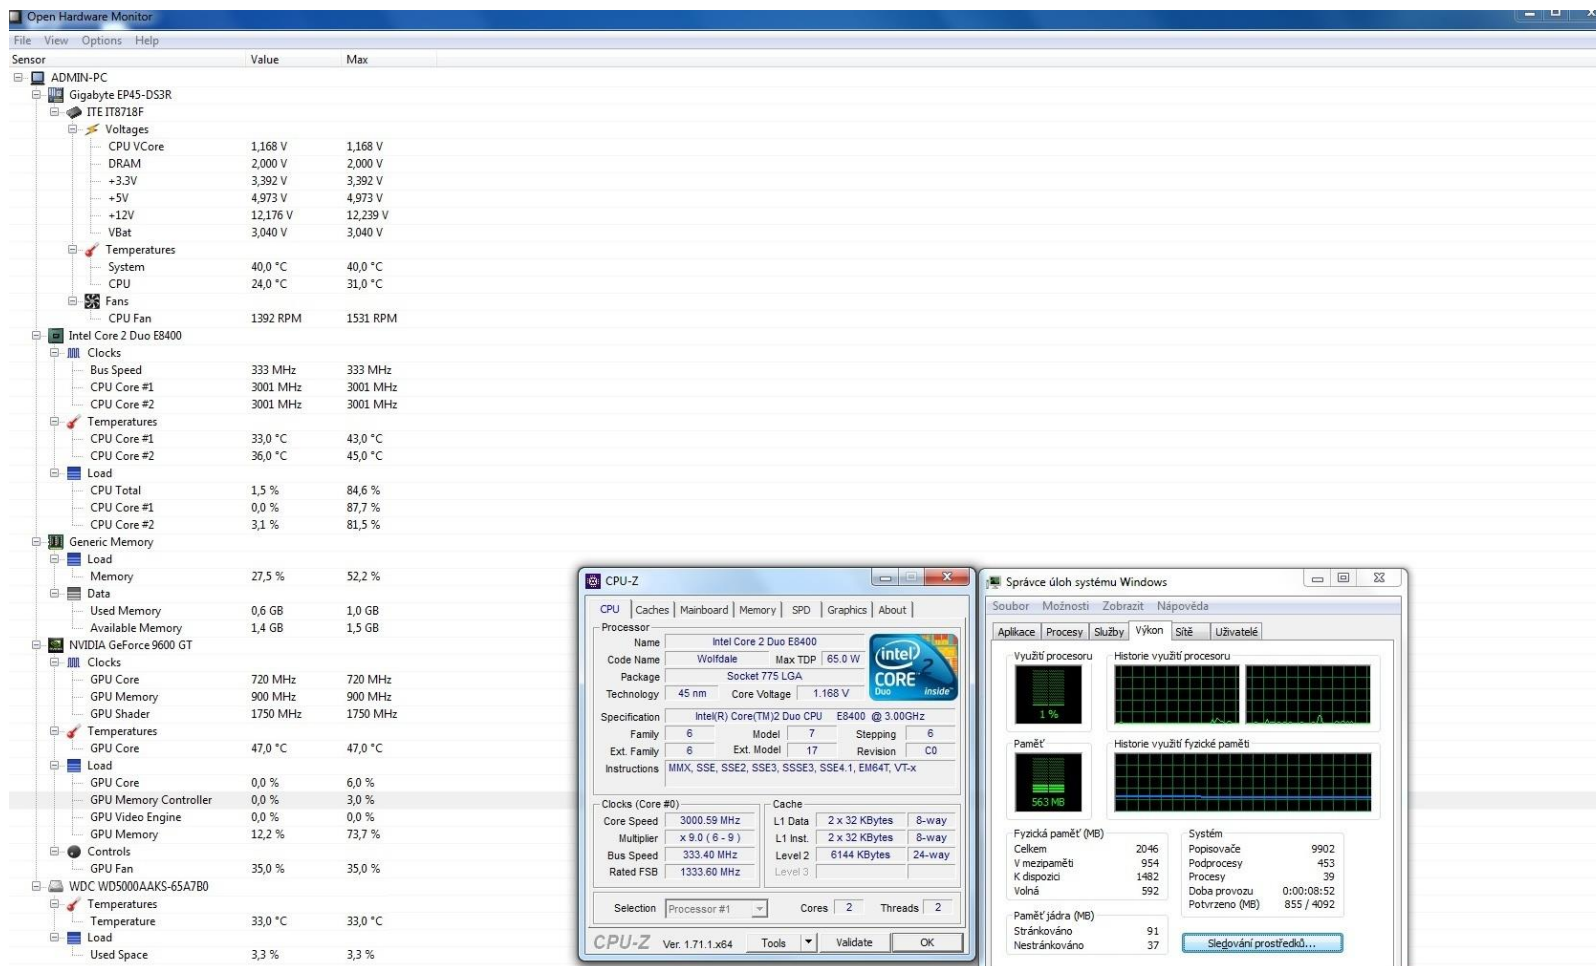 Open Hardware Monitor
File View Options Help
Sensor Value Max
ADMIN-PC
Gigabyte EP45-DS3R
ITE IT8718F
Voltages
CPU VCore 1,168 V 1,168 V
DRAM 2,000 V 2,000 V
+3.3V 3,392 V 3,392 V
+5V 4,973 V 4,973 V
+12V 12,176 V 12,239 V
VBat 3,040 V 3,040 V
Temperatures
System 40,0 °C 40,0 °C
CPU 24,0 °C 31,0 °C
Fans
CPU Fan 1392 RPM 1531 RPM
Intel Core 2 Duo E8400
Clocks
Bus Speed 333 MHz 333 MHz
CPU Core #1 3001 MHz 3001 MHz
CPU Core #2 3001 MHz 3001 MHz
Temperatures
CPU Core #1 33,0 °C 43,0 °C
CPU Core #2 36,0 °C 45,0 °C
Load
CPU Total 1,5 % 84,6 %
CPU Core #1 0,0 % 87,7 %
CPU Core #2 3,1 % 81,5 %
Generic Memory
Load
Memory 27,5 % 52,2 %
Data
Used Memory 0,6 GB 1,0 GB
Available Memory 1,4 GB 1,5 GB
NVIDIA GeForce 9600 GT
Clocks
GPU Core 720 MHz 720 MHz
GPU Memory 900 MHz 900 MHz
GPU Shader 1750 MHz 1750 MHz
Temperatures
GPU Core 47,0 °C 47,0 °C
Load
GPU Core 0,0 % 6,0 %
GPU Memory Controller 0,0 % 3,0 %
GPU Video Engine 0,0 % 0,0 %
GPU Memory 12,2 % 73,7 %
Controls
GPU Fan 35,0 % 35,0 %
WDC WD5000AAKS-65A7B0
Temperatures
Temperature 33,0 °C 33,0 °C
Load
Used Space 3,3 % 3,3 %
CPU-Z
CPU Caches Mainboard Memory SPD Graphics About
Processor
Name Intel Core 2 Duo E8400
Code Name Wolfdale Max TDP 65.0 W
Package Socket 775 LGA
Technology 45 nm Core Voltage 1.168 V
intel CORE 2 Duo inside
Specification Intel(R) Core(TM)2 Duo CPU E8400 @ 3.00GHz
Family 6 Model 7 Stepping 6
Ext. Family 6 Ext. Model 17 Revision C0
Instructions MMX, SSE, SSE2, SSE3, SSSE3, SSE4.1, EM64T, VT-x
Clocks (Core #0)
Core Speed 3000.59 MHz
Multiplier x 9.0 ( 6 - 9 )
Bus Speed 333.40 MHz
Rated FSB 1333.60 MHz
Cache
L1 Data 2 x 32 KBytes 8-way
L1 Inst. 2 x 32 KBytes 8-way
Level 2 6144 KBytes 24-way
Level 3
Selection Processor #1 Cores 2 Threads 2
CPU-Z Ver. 1.71.1.x64 Tools Validate OK
Správce úloh systému Windows
Soubor Možnosti Zobrazit Nápověda
Aplikace Procesy Služby Výkon Sítě Uživatelé
Využití procesoru Historie využití procesoru
1 %
Paměť Historie využití fyzické paměti
563 MB
Fyzická paměť (MB)
Celkem 2046
V mezipaměti 954
K dispozici 1482
Volná 592
Systém
Popisovače 9902
Podprocesy 453
Procesy 39
Doba provozu 0:00:08:52
Potvrzeno (MB) 855 / 4092
Paměť jádra (MB)
Stránkováno 91
Nestránkováno 37
Sledování prostředků...